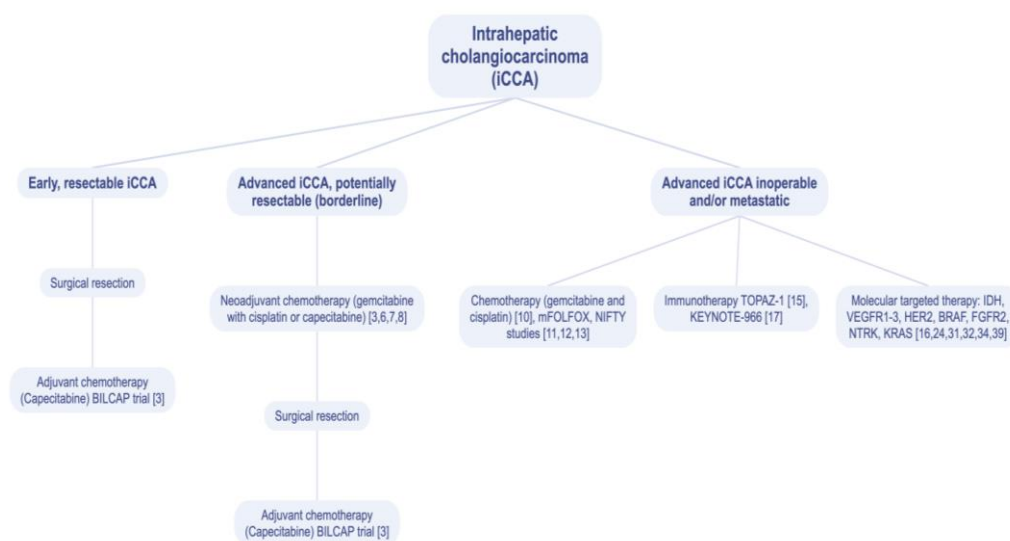 Intrahepatic
cholangiocarcinoma
(iCCA)
Early, resectable iCCA
Surgical resection
Adjuvant chemotherapy
(Capecitabine) BILCAP trial [3]
Advanced iCCA, potentially
resectable (borderline)
Neoadjuvant chemotherapy (gemcitabine
with cisplatin or capecitabine) [3,6,7,8]
Surgical resection
Adjuvant chemotherapy
(Capecitabine) BILCAP trial [3]
Advanced iCCA inoperable
and/or metastatic
Chemotherapy (gemcitabine and
cisplatin) [10], mFOLFOX, NIFTY
studies [11,12,13]
Immunotherapy TOPAZ-1 [15],
KEYNOTE-966 [17]
Molecular targeted therapy: IDH,
VEGFR1-3, HER2, BRAF, FGFR2,
NTRK, KRAS [16,24,31,32,34,39]